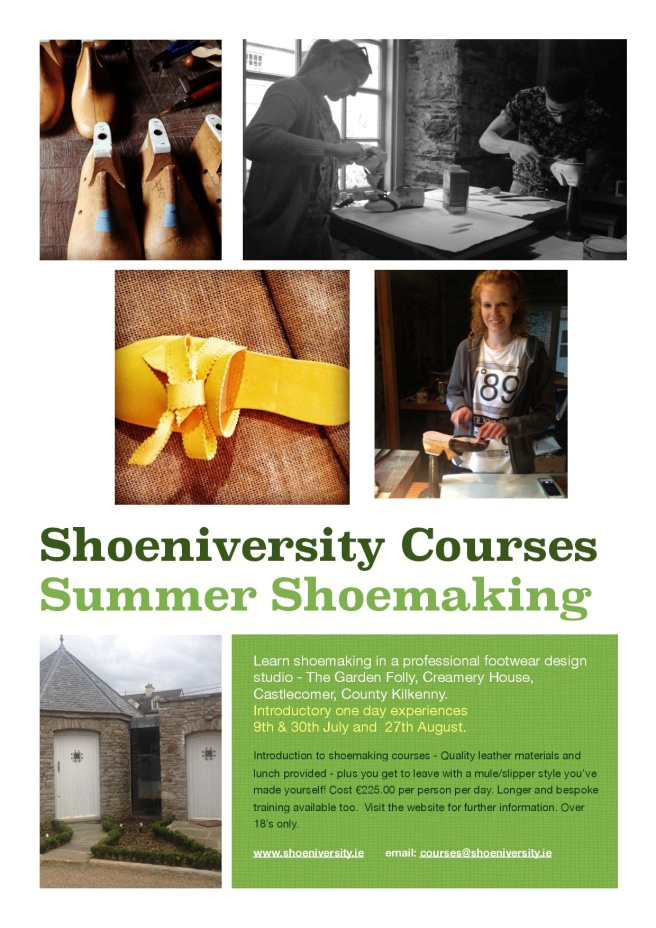 '89
Shoeniversity Courses
Summer Shoemaking
Learn shoemaking in a professional footwear design
studio - The Garden Folly, Creamery House,
Castlecomer, County Kilkenny.
Introductory one day experiences
9th & 30th July and 27th August.
Introduction to shoemaking courses - Quality leather materials and
lunch provided - plus you get to leave with a mule/slipper style you've
made yourself! Cost €225.00 per person per day. Longer and bespoke
training available too. Visit the website for further information. Over
18's only.
www.shoeniversity.ie email: courses@shoeniversity.ie